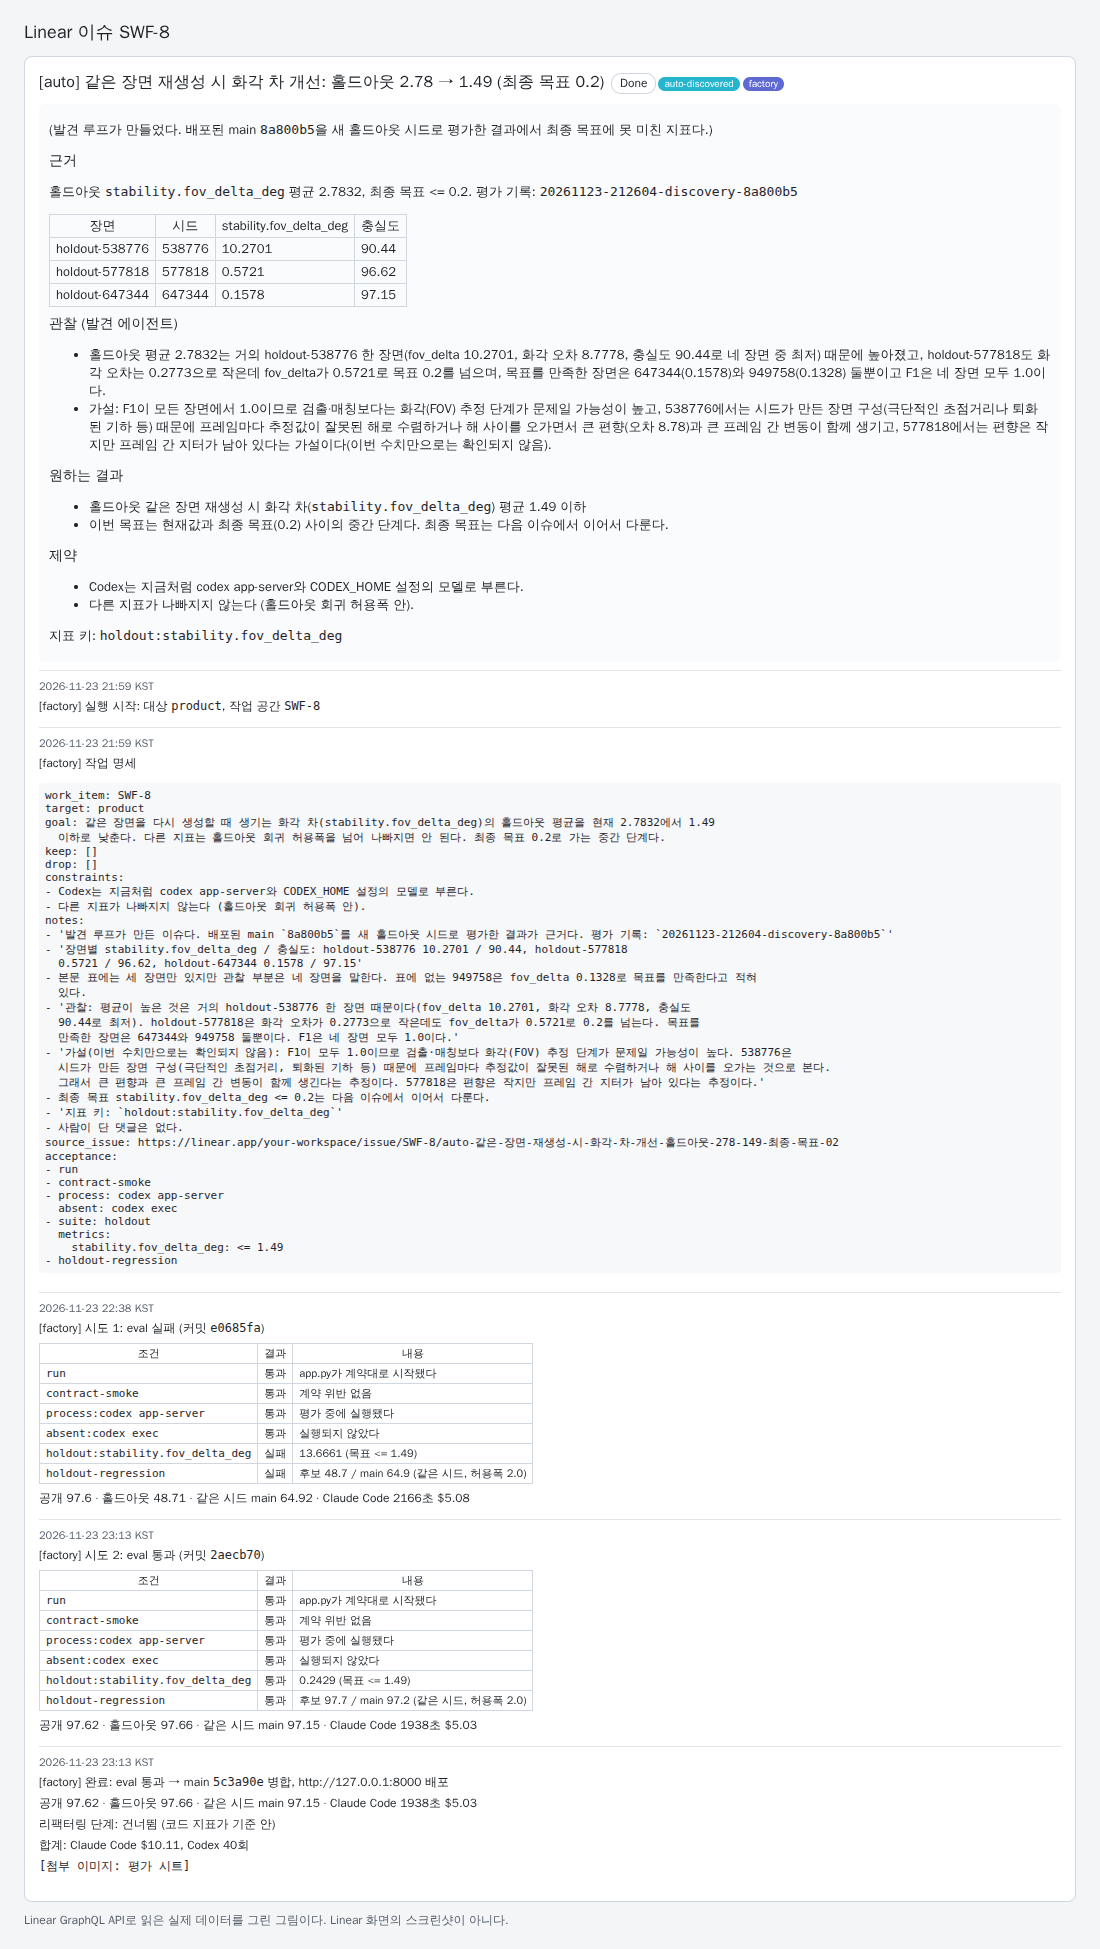 Linear 이슈 SWF-8
[auto] 같은 장면 재생성 시 화각 차 개선: 홀드아웃 2.78 → 1.49 (최종 목표 0.2) Done auto-discovered factory
(발견 루프가 만들었다. 배포된 main 8a800b5을 새 홀드아웃 시드로 평가한 결과에서 최종 목표에 못 미친 지표다.)
근거
홀드아웃 stability.fov_delta_deg 평균 2.7832, 최종 목표 <= 0.2. 평가 기록: 20261123-212604-discovery-8a800b5
장면 시드 stability.fov_delta_deg 충실도
holdout-538776 538776 10.2701 90.44
holdout-577818 577818 0.5721 96.62
holdout-647344 647344 0.1578 97.15
관찰 (발견 에이전트)
• 홀드아웃 평균 2.7832는 거의 holdout-538776 한 장면(fov_delta 10.2701, 화각 오차 8.7778, 충실도 90.44로 네 장면 중 최저) 때문에 높아졌고, holdout-577818도 화
각 오차는 0.2773으로 작은데 fov_delta가 0.5721로 목표 0.2를 넘으며, 목표를 만족한 장면은 647344(0.1578)와 949758(0.1328) 둘뿐이고 F1은 네 장면 모두 1.0이
다.
• 가설: F1이 모든 장면에서 1.0이므로 검출·매칭보다는 화각(FOV) 추정 단계가 문제일 가능성이 높고, 538776에서는 시드가 만든 장면 구성(극단적인 초점거리나 퇴화
된 기하 등) 때문에 프레임마다 추정값이 잘못된 해로 수렴하거나 해 사이를 오가면서 큰 편향(오차 8.78)과 큰 프레임 간 변동이 함께 생기고, 577818에서는 편향은 작
지만 프레임 간 지터가 남아 있다는 가설이다(이번 수치만으로는 확인되지 않음).
원하는 결과
• 홀드아웃 같은 장면 재생성 시 화각 차(stability.fov_delta_deg) 평균 1.49 이하
• 이번 목표는 현재값과 최종 목표(0.2) 사이의 중간 단계다. 최종 목표는 다음 이슈에서 이어서 다룬다.
제약
• Codex는 지금처럼 codex app-server와 CODEX_HOME 설정의 모델로 부른다.
• 다른 지표가 나빠지지 않는다 (홀드아웃 회귀 허용폭 안).
지표 키: holdout:stability.fov_delta_deg
2026-11-23 21:59 KST
[factory] 실행 시작: 대상 product, 작업 공간 SWF-8
2026-11-23 21:59 KST
[factory] 작업 명세
work_item: SWF-8
target: product
goal: 같은 장면을 다시 생성할 때 생기는 화각 차(stability.fov_delta_deg)의 홀드아웃 평균을 현재 2.7832에서 1.49
이하로 낮춘다. 다른 지표는 홀드아웃 회귀 허용폭을 넘어 나빠지면 안 된다. 최종 목표 0.2로 가는 중간 단계다.
keep: []
drop: []
constraints:
- Codex는 지금처럼 codex app-server와 CODEX_HOME 설정의 모델로 부른다.
- 다른 지표가 나빠지지 않는다 (홀드아웃 회귀 허용폭 안).
notes:
- '발견 루프가 만든 이슈다. 배포된 main `8a800b5`를 새 홀드아웃 시드로 평가한 결과가 근거다. 평가 기록: `20261123-212604-discovery-8a800b5`'
- '장면별 stability.fov_delta_deg / 충실도: holdout-538776 10.2701 / 90.44, holdout-577818
0.5721 / 96.62, holdout-647344 0.1578 / 97.15'
- 본문 표에는 세 장면만 있지만 관찰 부분은 네 장면을 말한다. 표에 없는 949758은 fov_delta 0.1328로 목표를 만족한다고 적혀
있다.
- '관찰: 평균이 높은 것은 거의 holdout-538776 한 장면 때문이다(fov_delta 10.2701, 화각 오차 8.7778, 충실도
90.44로 최저). holdout-577818은 화각 오차가 0.2773으로 작은데도 fov_delta가 0.5721로 0.2를 넘는다. 목표를
만족한 장면은 647344와 949758 둘뿐이다. F1은 네 장면 모두 1.0이다.'
- '가설(이번 수치만으로는 확인되지 않음): F1이 모두 1.0이므로 검출·매칭보다 화각(FOV) 추정 단계가 문제일 가능성이 높다. 538776은
시드가 만든 장면 구성(극단적인 초점거리, 퇴화된 기하 등) 때문에 프레임마다 추정값이 잘못된 해로 수렴하거나 해 사이를 오가는 것으로 본다.
그래서 큰 편향과 큰 프레임 간 변동이 함께 생긴다는 추정이다. 577818은 편향은 작지만 프레임 간 지터가 남아 있다는 추정이다.'
- 최종 목표 stability.fov_delta_deg <= 0.2는 다음 이슈에서 이어서 다룬다.
- '지표 키: `holdout:stability.fov_delta_deg`'
- 사람이 단 댓글은 없다.
source_issue: https://linear.app/your-workspace/issue/SWF-8/auto-같은-장면-재생성-시-화각-차-개선-홀드아웃-278-149-최종-목표-02
acceptance:
- run
- contract-smoke
- process: codex app-server
absent: codex exec
- suite: holdout
metrics:
stability.fov_delta_deg: <= 1.49
- holdout-regression
2026-11-23 22:38 KST
[factory] 시도 1: eval 실패 (커밋 e0685fa)
조건 결과 내용
run 통과 app.py가 계약대로 시작됐다
contract-smoke 통과 계약 위반 없음
process:codex app-server 통과 평가 중에 실행됐다
absent:codex exec 통과 실행되지 않았다
holdout:stability.fov_delta_deg 실패 13.6661 (목표 <= 1.49)
holdout-regression 실패 후보 48.7 / main 64.9 (같은 시드, 허용폭 2.0)
공개 97.6 · 홀드아웃 48.71 · 같은 시드 main 64.92 · Claude Code 2166초 $5.08
2026-11-23 23:13 KST
[factory] 시도 2: eval 통과 (커밋 2aecb70)
조건 결과 내용
run 통과 app.py가 계약대로 시작됐다
contract-smoke 통과 계약 위반 없음
process:codex app-server 통과 평가 중에 실행됐다
absent:codex exec 통과 실행되지 않았다
holdout:stability.fov_delta_deg 통과 0.2429 (목표 <= 1.49)
holdout-regression 통과 후보 97.7 / main 97.2 (같은 시드, 허용폭 2.0)
공개 97.62 · 홀드아웃 97.66 · 같은 시드 main 97.15 · Claude Code 1938초 $5.03
2026-11-23 23:13 KST
[factory] 완료: eval 통과 → main 5c3a90e 병합, http://127.0.0.1:8000 배포
공개 97.62 · 홀드아웃 97.66 · 같은 시드 main 97.15 · Claude Code 1938초 $5.03
리팩터링 단계: 건너뜀 (코드 지표가 기준 안)
합계: Claude Code $10.11, Codex 40회
[첨부 이미지: 평가 시트]
Linear GraphQL API로 읽은 실제 데이터를 그린 그림이다. Linear 화면의 스크린샷이 아니다.